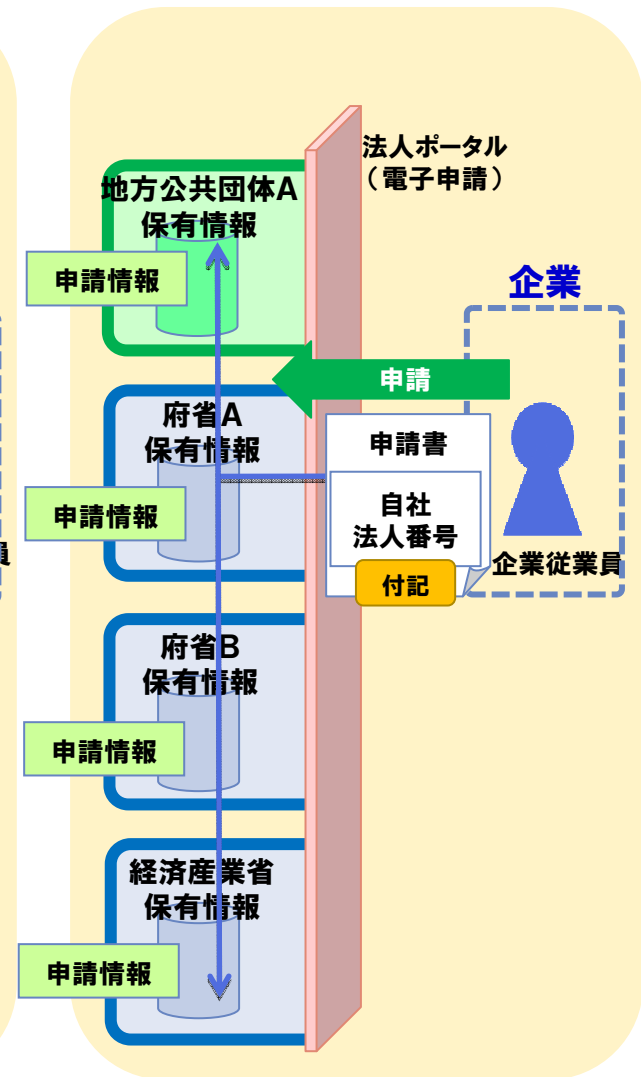 法人ポータル
(電子申請)
地方公共団体A
保有情報
申請情報
企業
申請
府省A
保有情報
申請情報
申請書
自社
法人番号
付記
企業従業員
員
府省B
保有情報
申請情報
経済産業省
保有情報
申請情報